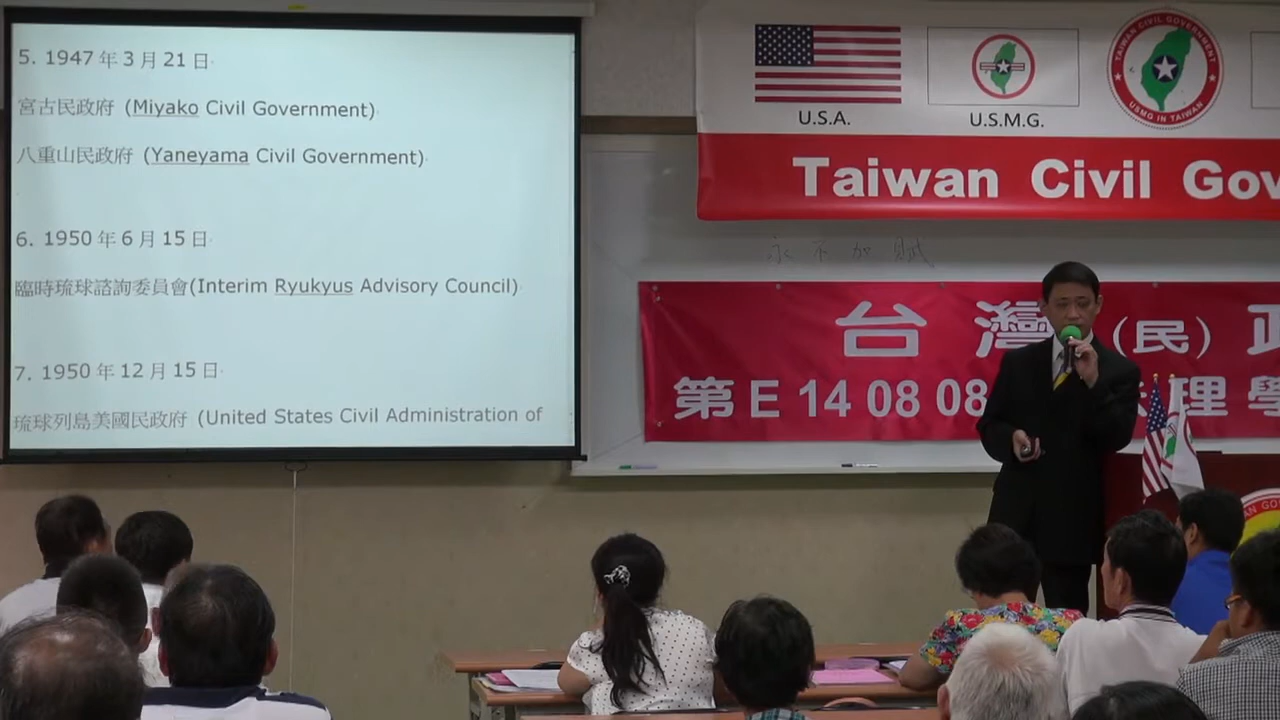 5. 1947 年 3 月 21 日
宮古民政府 (Miyako Civil Government)
八重山民政府 (Yaneyama Civil Government)
6. 1950 年 6 月 15 日
臨時琉球諮詢委員會(Interim Ryukyus Advisory Council)
7. 1950 年 12 月 15 日
琉球列島美國民政府 (United States Civil Administration of
U.S.A.
U.S.M.G.
TAIWAN CIVIL GOVERNMENT
USMG IN TAIWAN
Taiwan Civil Gov
永不加賦
台灣(民)政
第E 14 08 08 理學